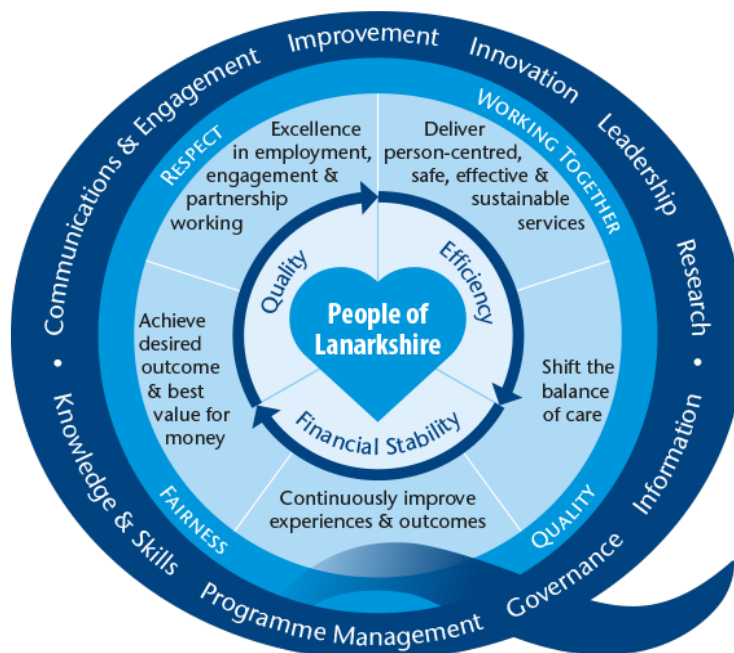 Communications & Engagement
Improvement
Innovation
Leadership
Research
•
Information
Governance
Programme Management
Knowledge & Skills
•
RESPECT
WORKING TOGETHER
QUALITY
FAIRNESS
Excellence
in employment,
engagement &
partnership
working
Deliver
person-centred,
safe, effective &
sustainable
services
Shift the
balance
of care
Continuously improve
experiences & outcomes
Achieve
desired
outcome
& best
value for
money
Quality
Efficiency
Financial Stability
People of
Lanarkshire